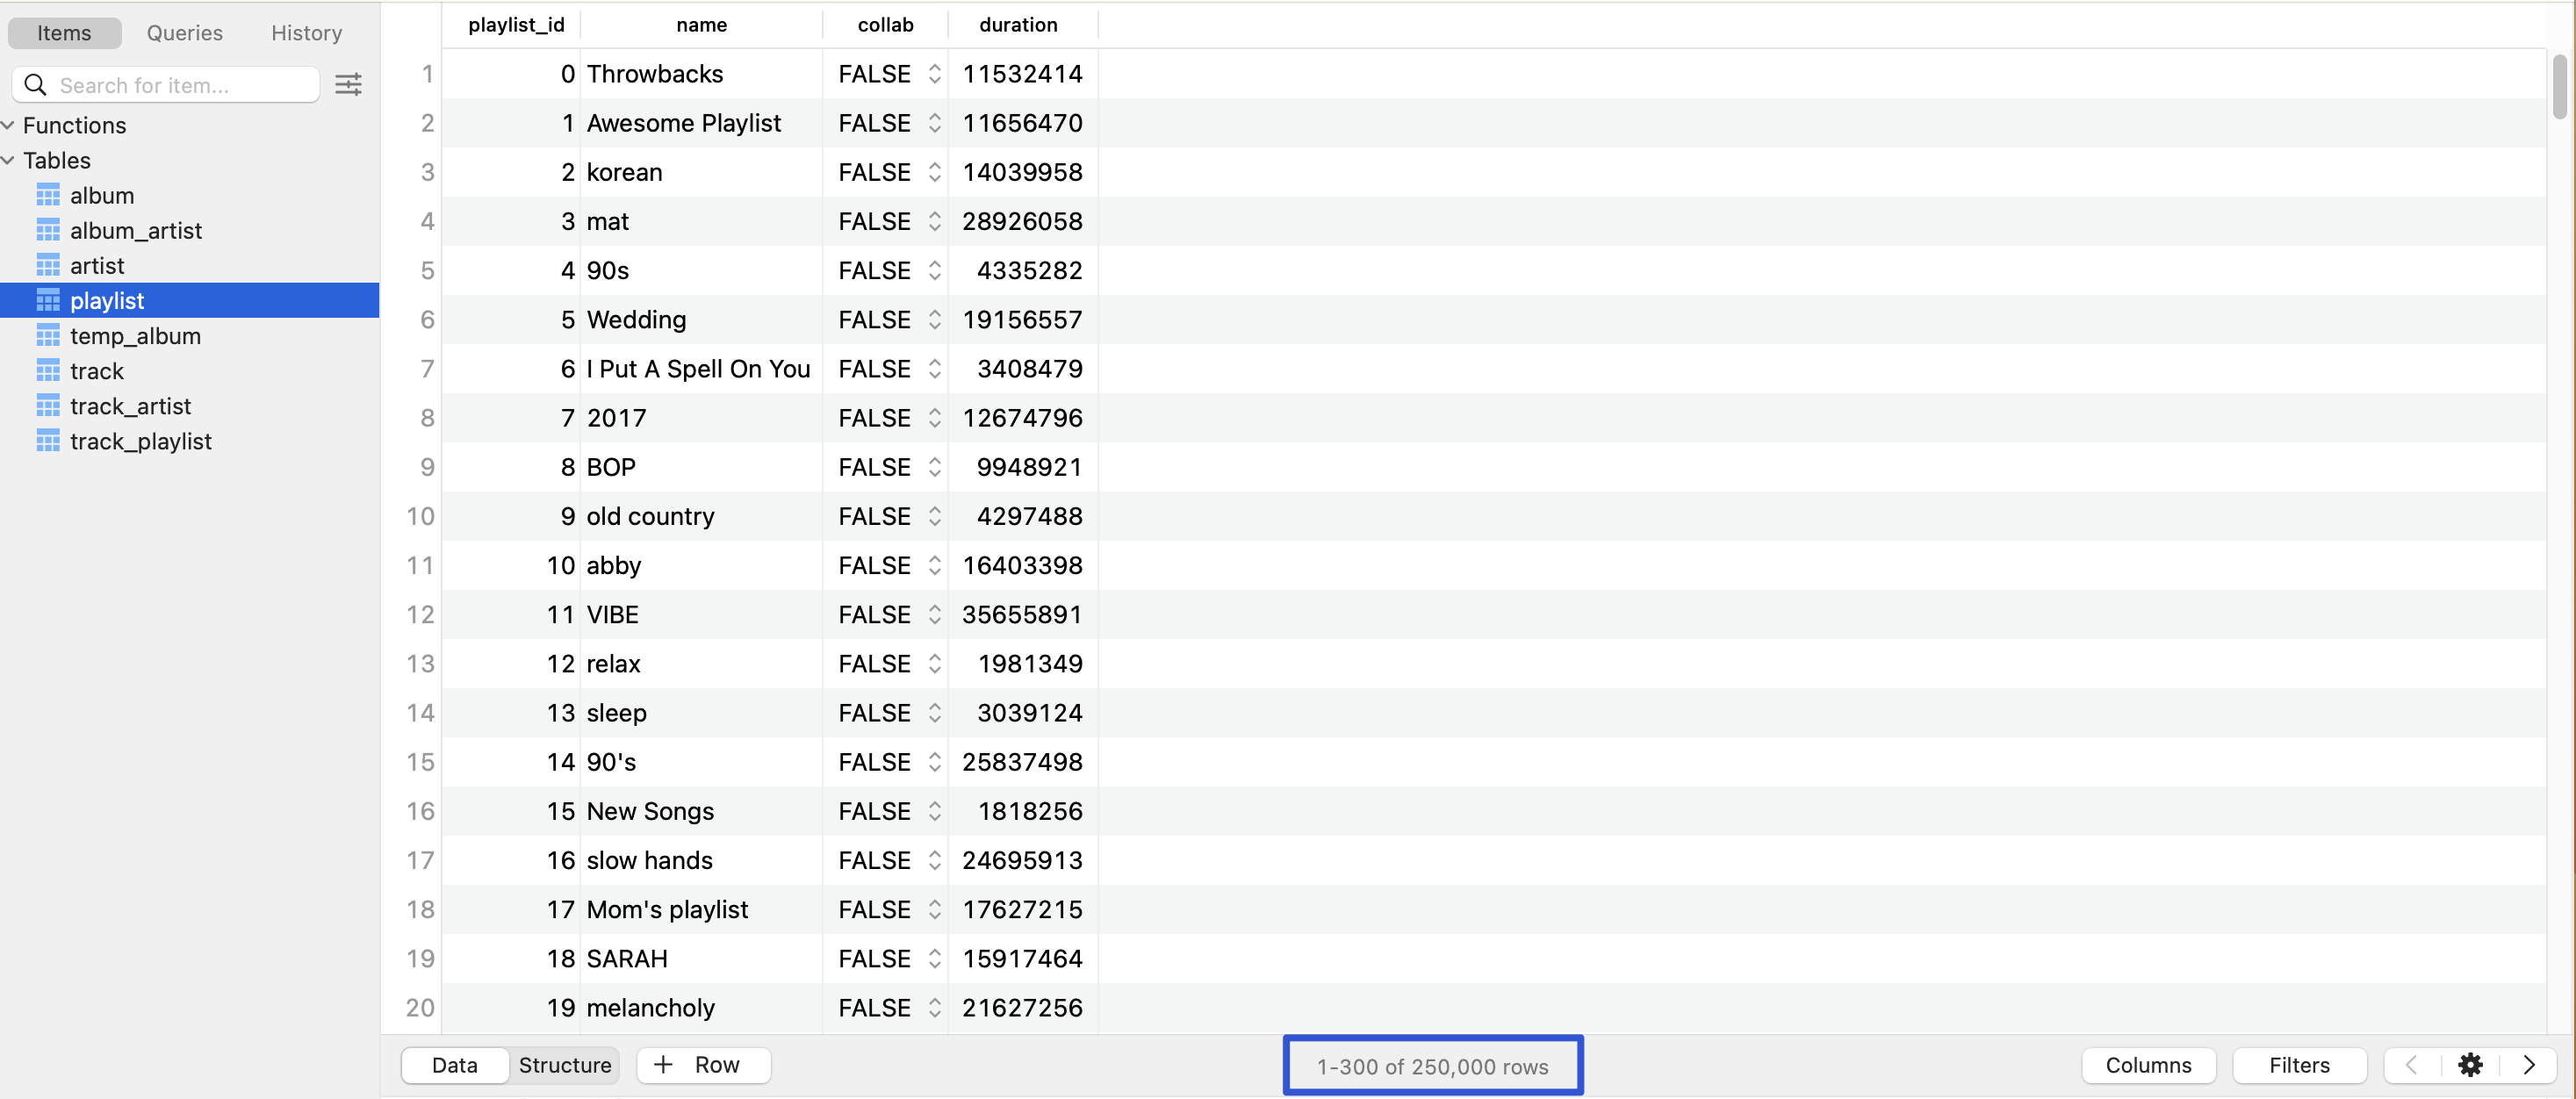 Items Queries History
Search for item...
Functions
Tables
album
album_artist
artist
playlist
temp_album
track
track_artist
track_playlist
playlist_id name collab duration
1 0 Throwbacks FALSE 11532414
2 1 Awesome Playlist FALSE 11656470
3 2 korean FALSE 14039958
4 3 mat FALSE 28926058
5 4 90s FALSE 4335282
6 5 Wedding FALSE 19156557
7 6 I Put A Spell On You FALSE 3408479
8 7 2017 FALSE 12674796
9 8 BOP FALSE 9948921
10 9 old country FALSE 4297488
11 10 abby FALSE 16403398
12 11 VIBE FALSE 35655891
13 12 relax FALSE 1981349
14 13 sleep FALSE 3039124
15 14 90's FALSE 25837498
16 15 New Songs FALSE 1818256
17 16 slow hands FALSE 24695913
18 17 Mom's playlist FALSE 17627215
19 18 SARAH FALSE 15917464
20 19 melancholy FALSE 21627256
Data Structure + Row 1-300 of 250,000 rows Columns Filters